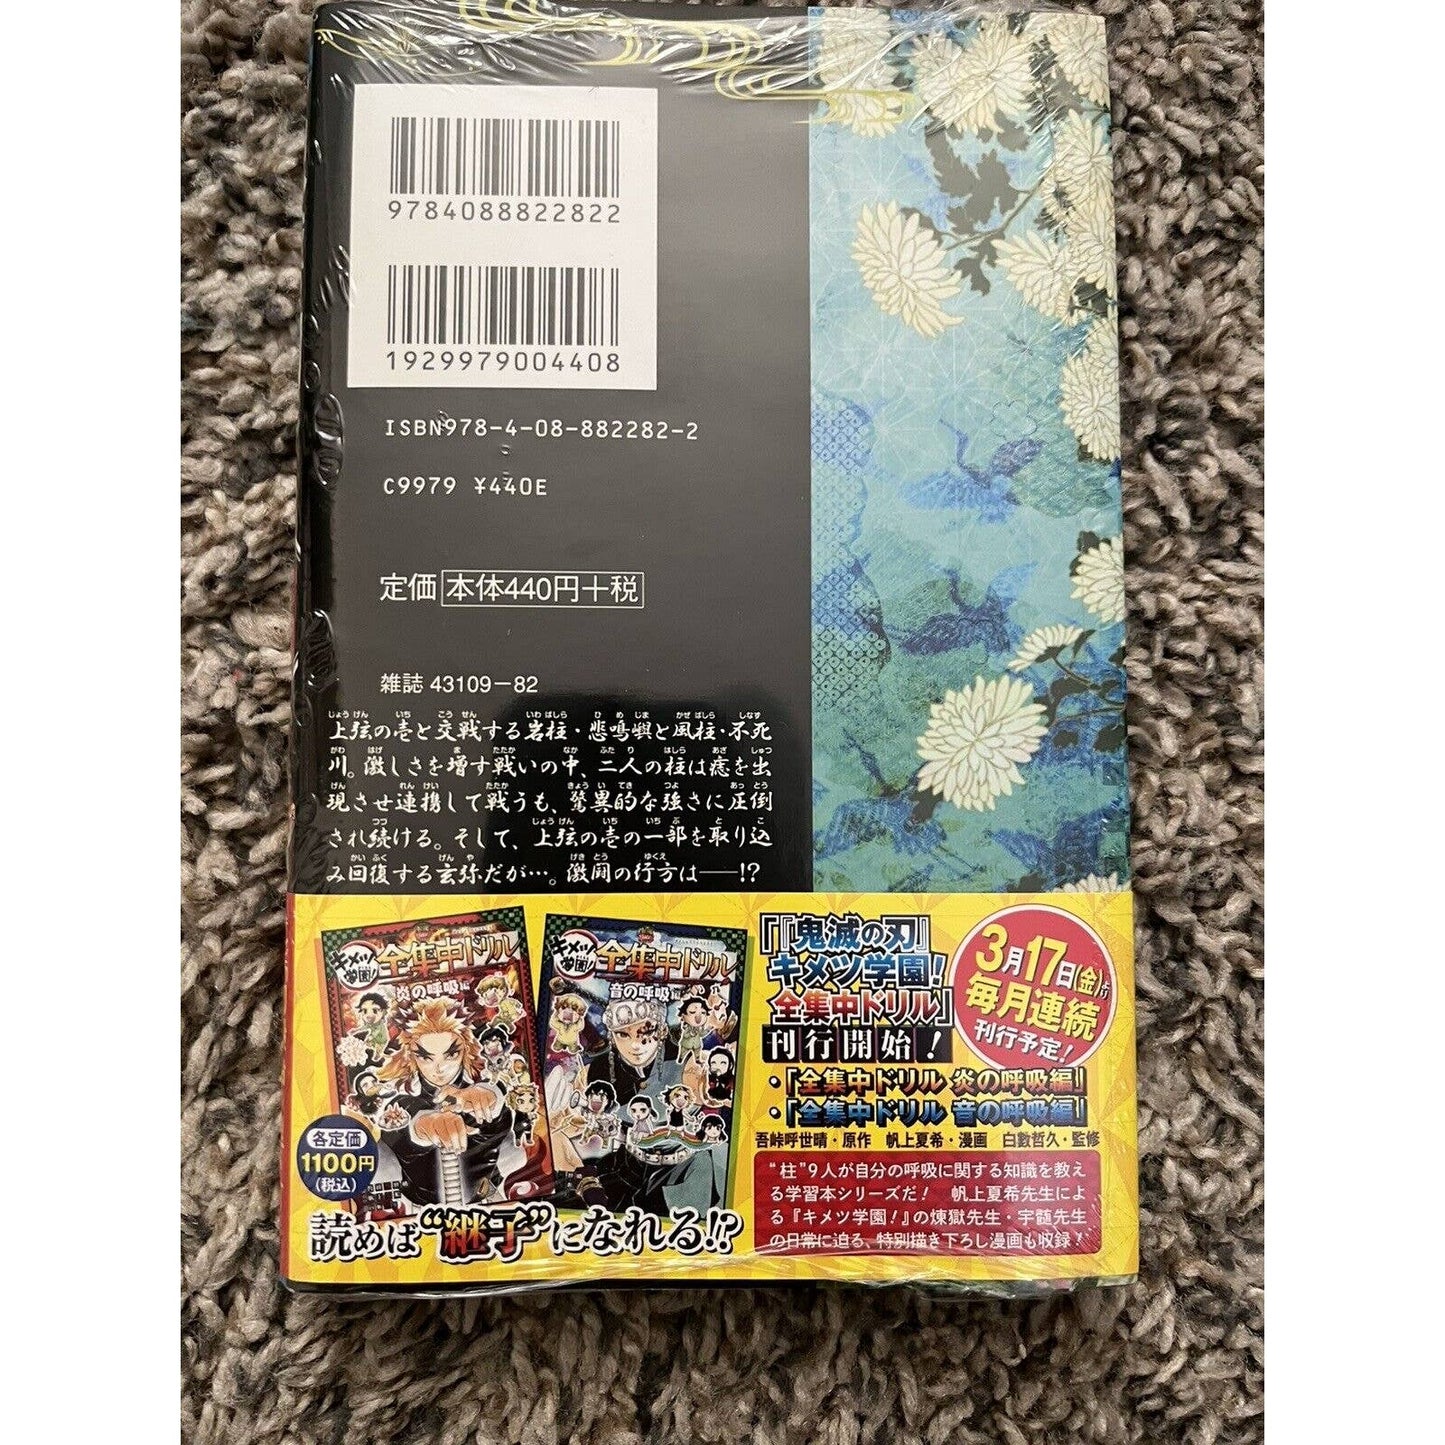 9784088822822
1929979004408
ISBN978-4-08-882282-2
C9979 ¥440E
定価 本体440円+税
雑誌 43109-82
上弦の壱と交戦する岩柱・悲鳴嶼と風柱・不死
川。激しさを増す戦いの中、二人の柱は痣を出
現させ連携して戦うも、驚異的な強さに圧倒
され続ける。そして、上弦の壱の一部を取り込
み回復する玄弥だが…。激闘の行方は——!?
キメツ学園!
全集中ドリル
炎の呼吸編
キメツ学園!
全集中ドリル
音の呼吸編
各定価
1100円
(税込)
読めば“継子”になれる!?
「『鬼滅の刃』
キメツ学園!
全集中ドリル」
刊行開始!
3月17日(金)より
毎月連続
刊行予定!
・「全集中ドリル 炎の呼吸編」
・「全集中ドリル 音の呼吸編」
吾峠呼世晴・原作 帆上夏希・漫画 白數哲久・監修
“柱”9人が自分の呼吸に関する知識を教え
る学習本シリーズだ! 帆上夏希先生によ
る『キメツ学園!』の煉獄先生・宇髄先生
の日常に迫る、特別描き下ろし漫画も収録!